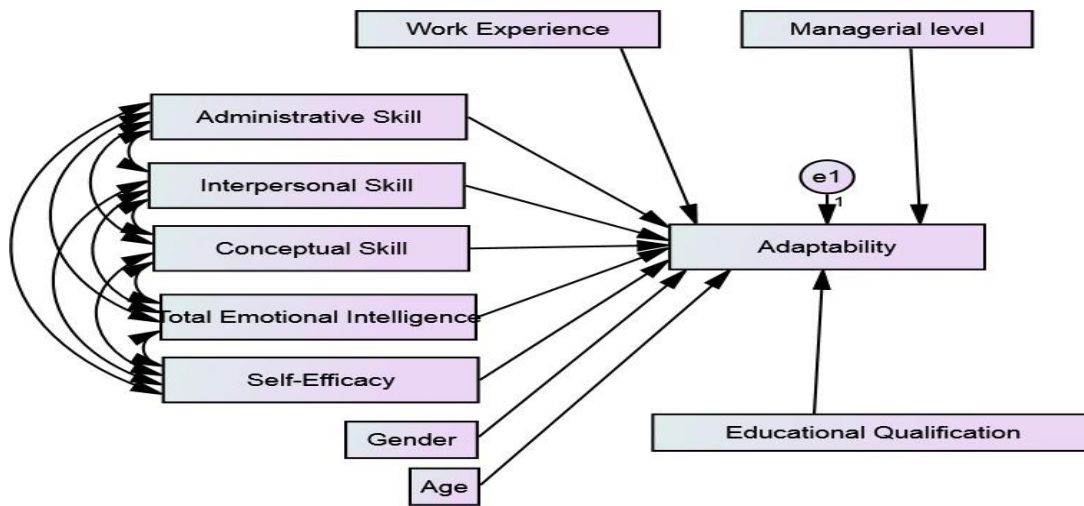 Work Experience
Managerial level
Administrative Skill
Interpersonal Skill
e1
1
Conceptual Skill
Adaptability
Total Emotional Intelligence
Self-Efficacy
Gender
Educational Qualification
Age